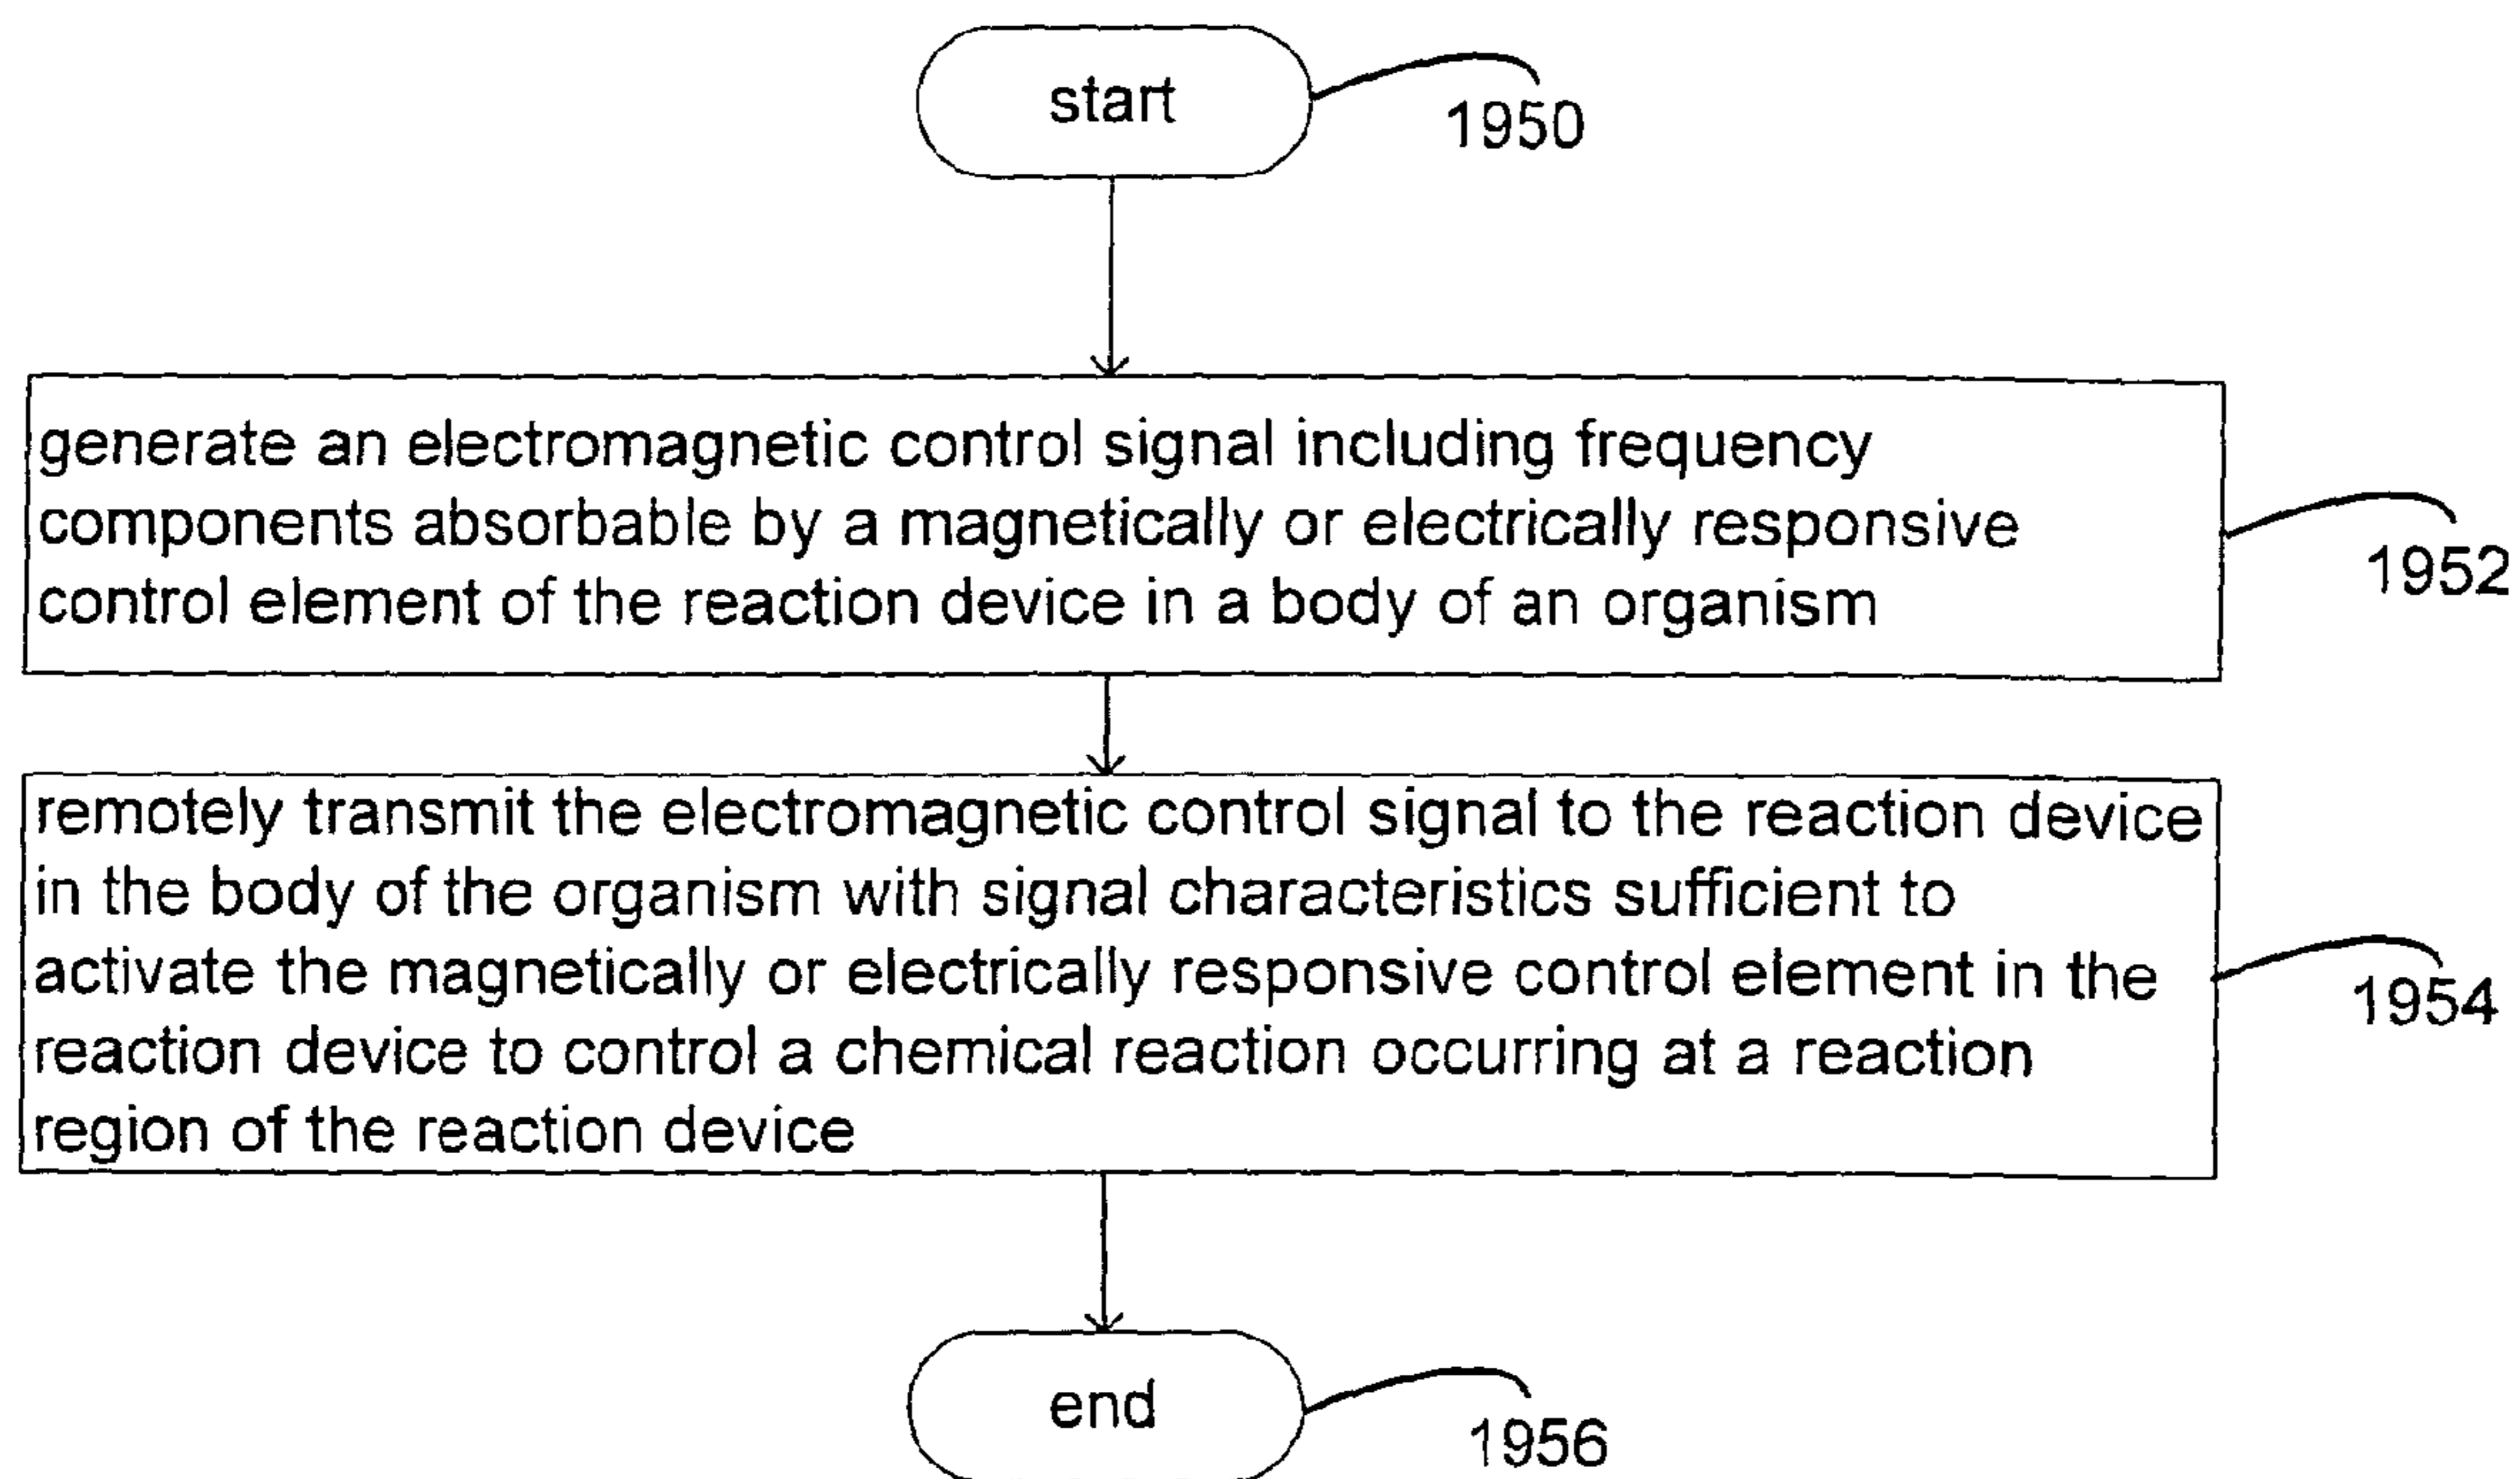 start
1950
generate an electromagnetic control signal including frequency
components absorbable by a magnetically or electrically responsive
control element of the reaction device in a body of an organism
1952
remotely transmit the electromagnetic control signal to the reaction device
in the body of the organism with signal characteristics sufficient to
activate the magnetically or electrically responsive control element in the
reaction device to control a chemical reaction occurring at a reaction
region of the reaction device
1954
end
1956